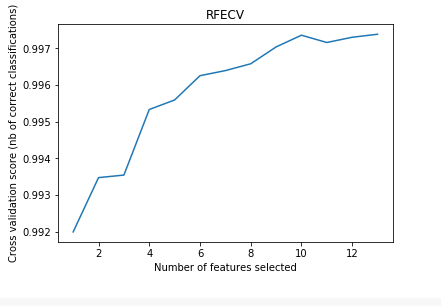 RFECV
Cross validation score (nb of correct classifications)
0.997
0.996
0.995
0.994
0.993
0.992
2 4 6 8 10 12
Number of features selected